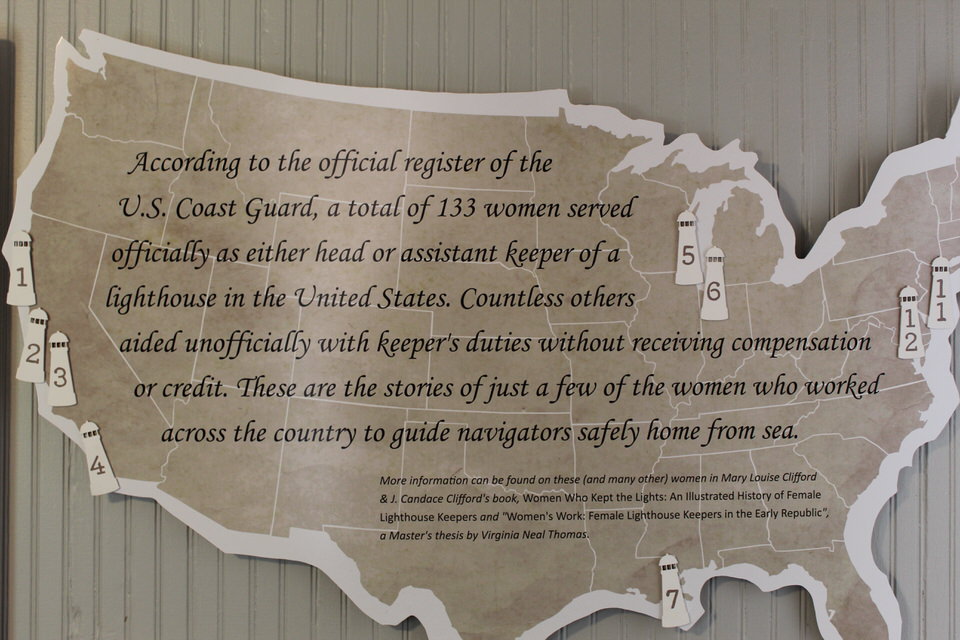 According to the official register of the
U.S. Coast Guard, a total of 133 women served
officially as either head or assistant keeper of a
lighthouse in the United States. Countless others
aided unofficially with keeper's duties without receiving compensation
or credit. These are the stories of just a few of the women who worked
across the country to guide navigators safely home from sea.
More information can be found on these (and many other) women in Mary Louise Clifford
& J. Candace Clifford's book, Women Who Kept the Lights: An Illustrated History of Female
Lighthouse Keepers and "Women's Work: Female Lighthouse Keepers in the Early Republic",
a Master's thesis by Virginia Neal Thomas.
1
2
3
4
5
6
7
12
11